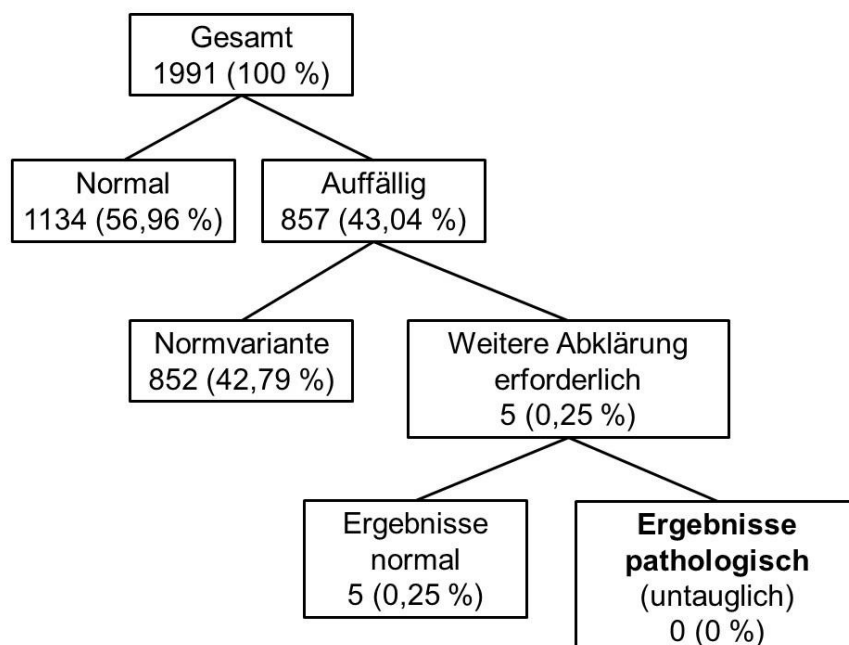 Gesamt
1991 (100 %)
Normal
1134 (56,96 %)
Auffällig
857 (43,04 %)
Normvariante
852 (42,79 %)
Weitere Abklärung
erforderlich
5 (0,25 %)
Ergebnisse
normal
5 (0,25 %)
Ergebnisse
pathologisch
(untauglich)
0 (0 %)